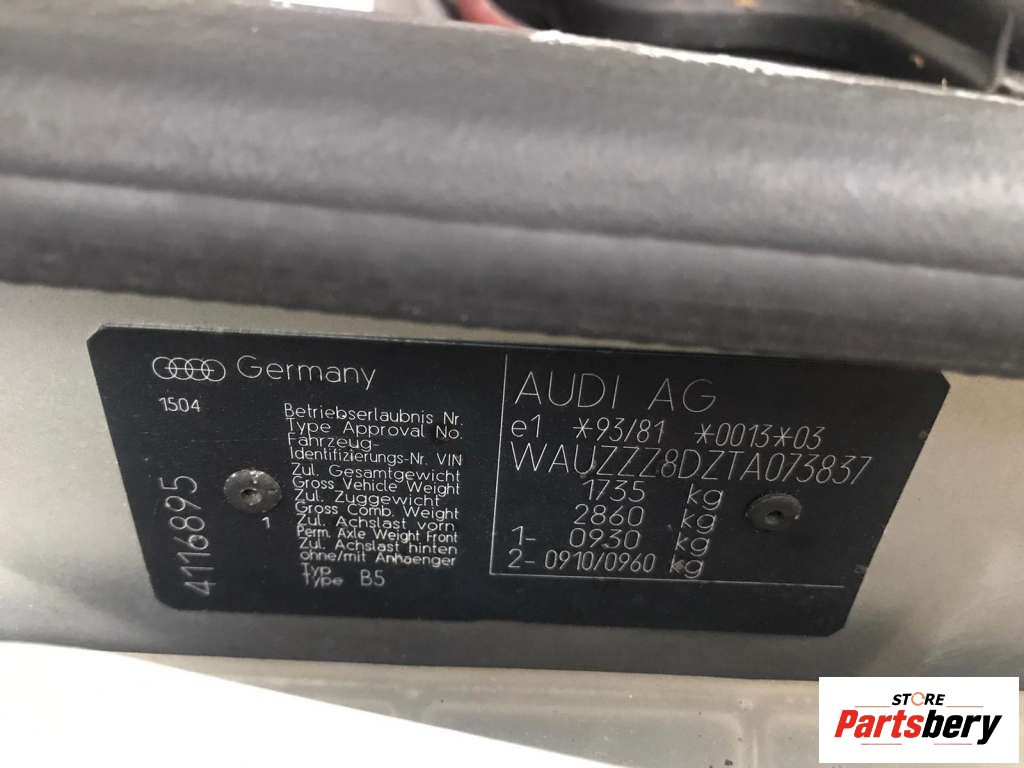 Germany
1504
4116895
1
Betriebserlaubnis Nr.
Type Approval No.
Fahrzeug-
Identifizierungs-Nr. VIN
Zul. Gesamtgewicht
Gross Vehicle Weight
Zul. Zuggewicht
Gross Comb. Weight
Zul. Achslast vorn
Perm. Axle Weight Front
Zul. Achslast hinten
ohne/mit Anhaenger
Typ
Type B5
AUDI AG
e1 *93/81 *0013*03
WAUZZZ8DZTA073837
1735 kg
2860 kg
1- 0930 kg
2- 0910/0960 kg
STORE
Partsbery